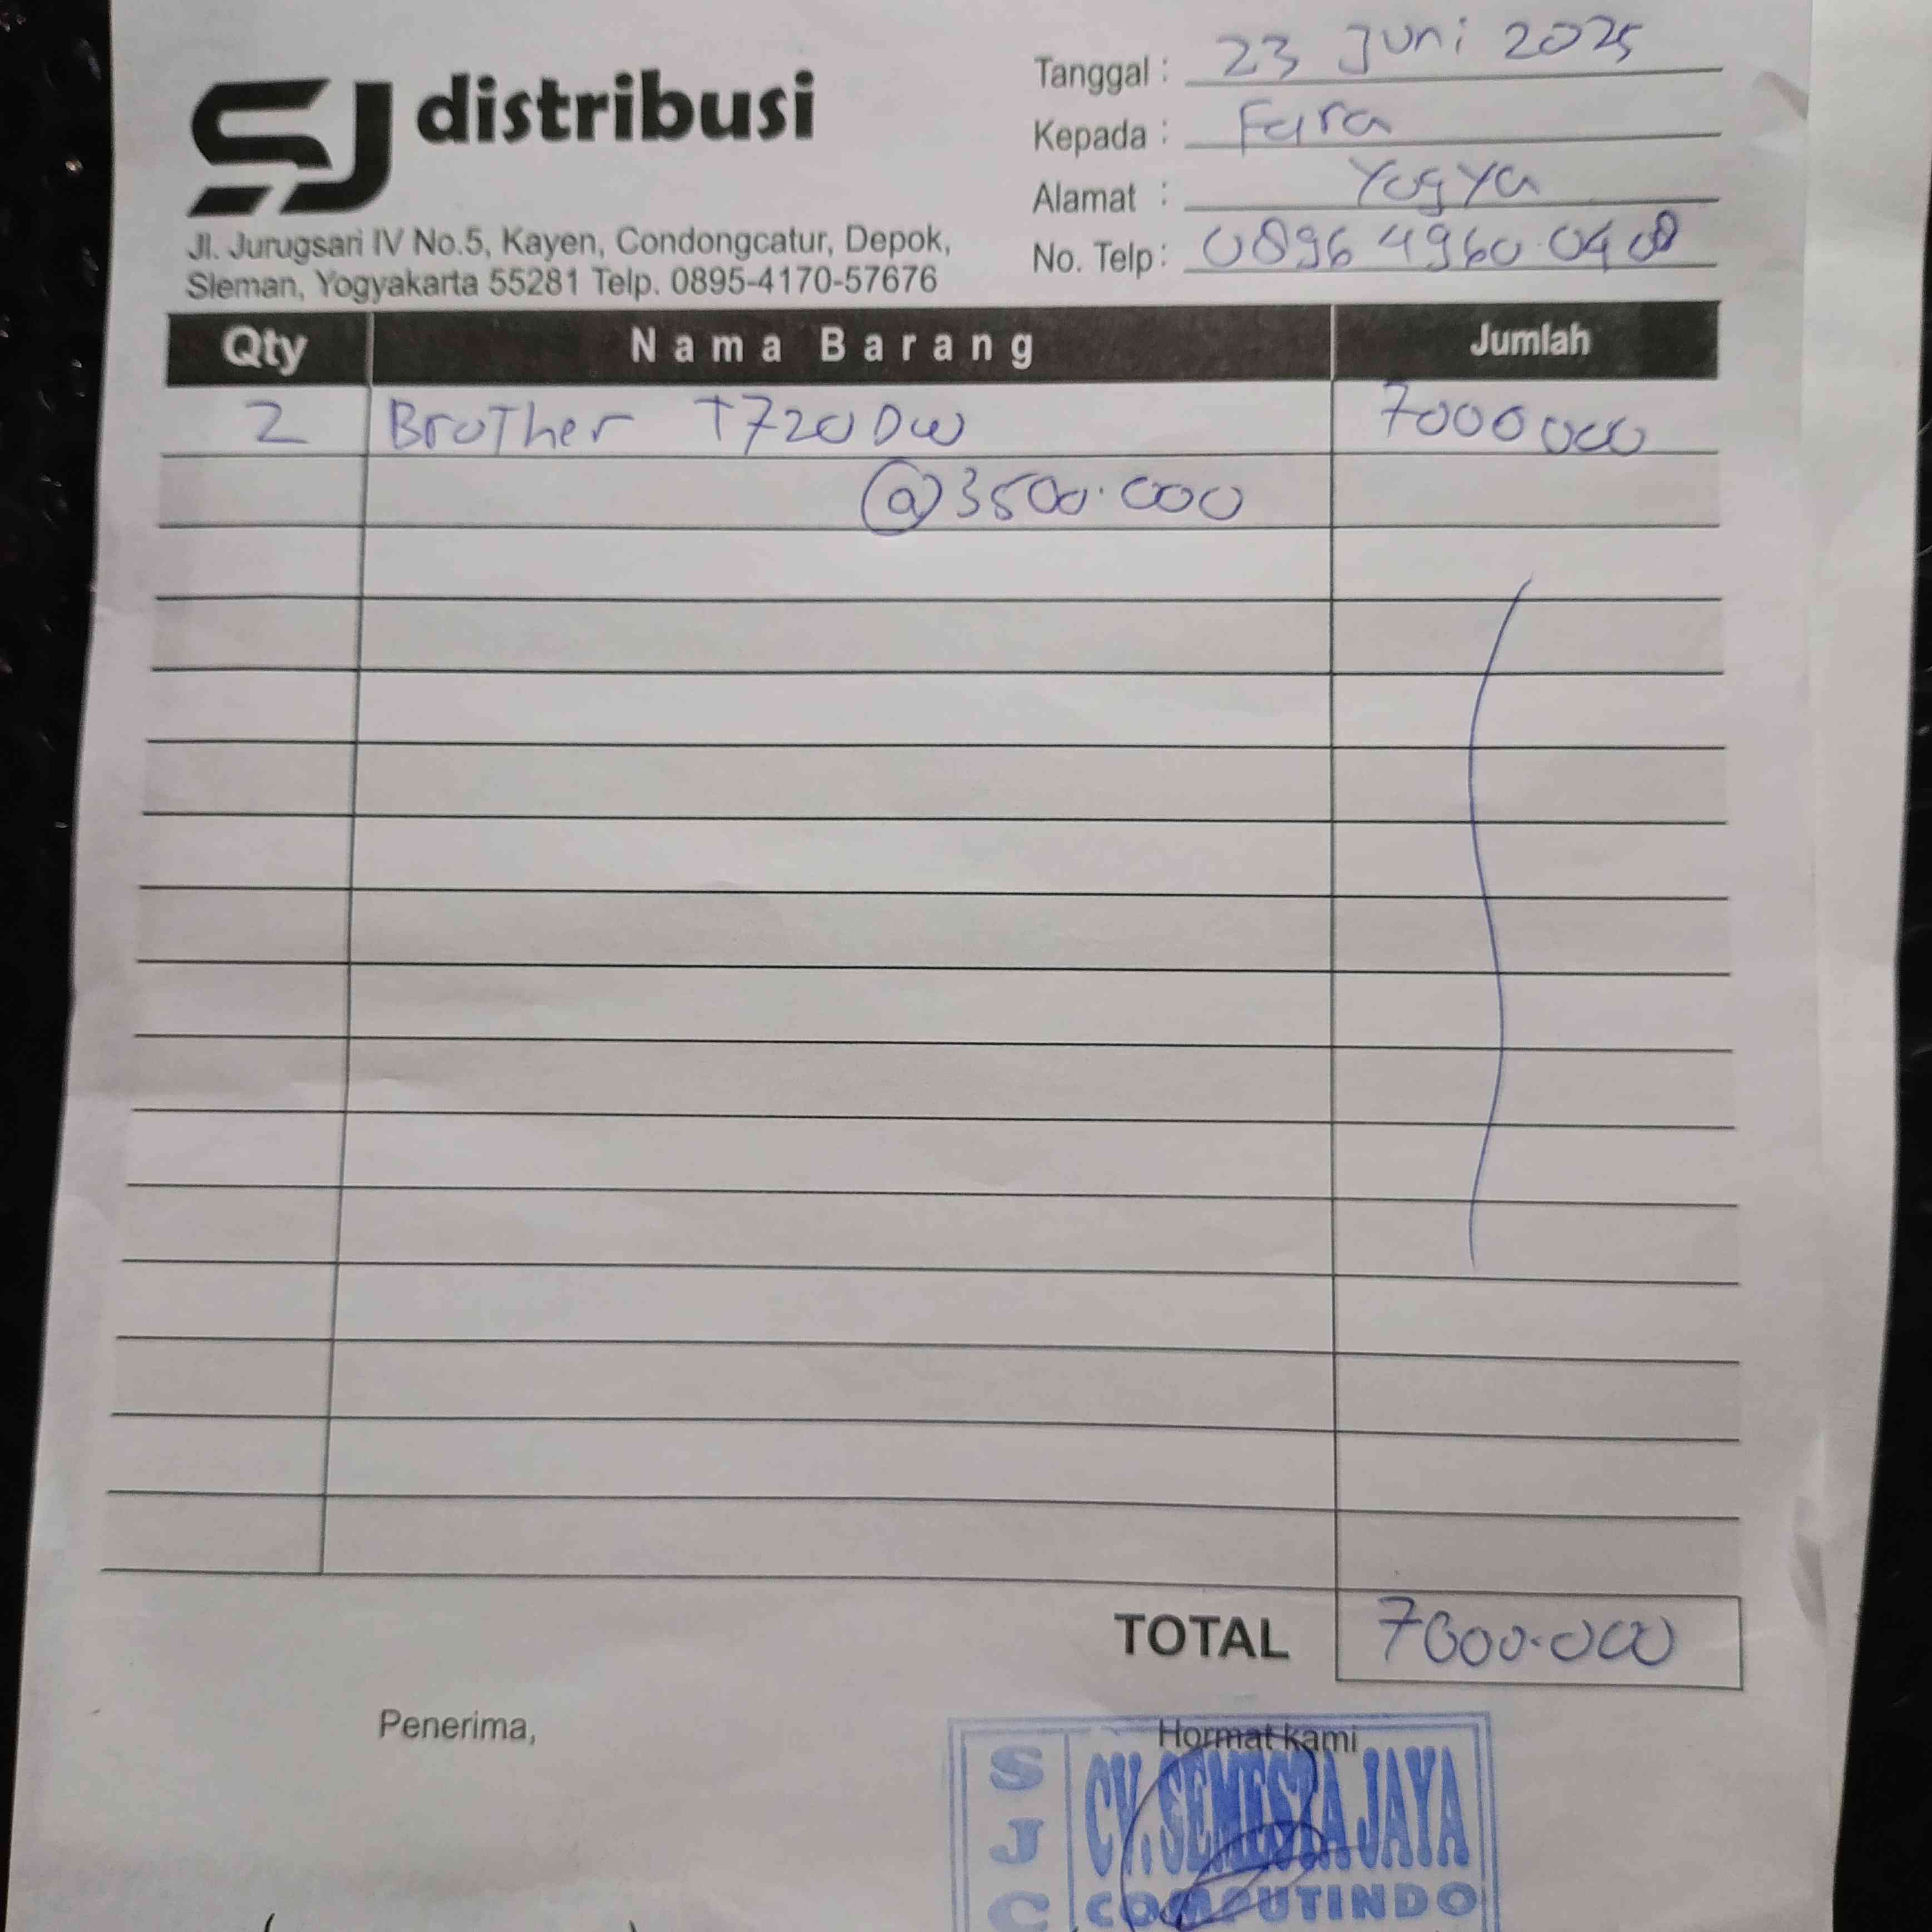 SJ distribusi
Jl. Jurugsari IV No.5, Kayen, Condongcatur, Depok,
Sleman, Yogyakarta 55281 Telp. 0895-4170-57676
Tanggal : 23 Juni 2025
Kepada : Fara
Alamat : Yogya
No. Telp: 0896 4960 0408
Qty Nama Barang Jumlah
2 Brother T720DW 7000000
@3500.000
TOTAL 7000.000
Penerima, Hormat kami
SJC
CV. SEMESTA JAYA
COMPUTINDO